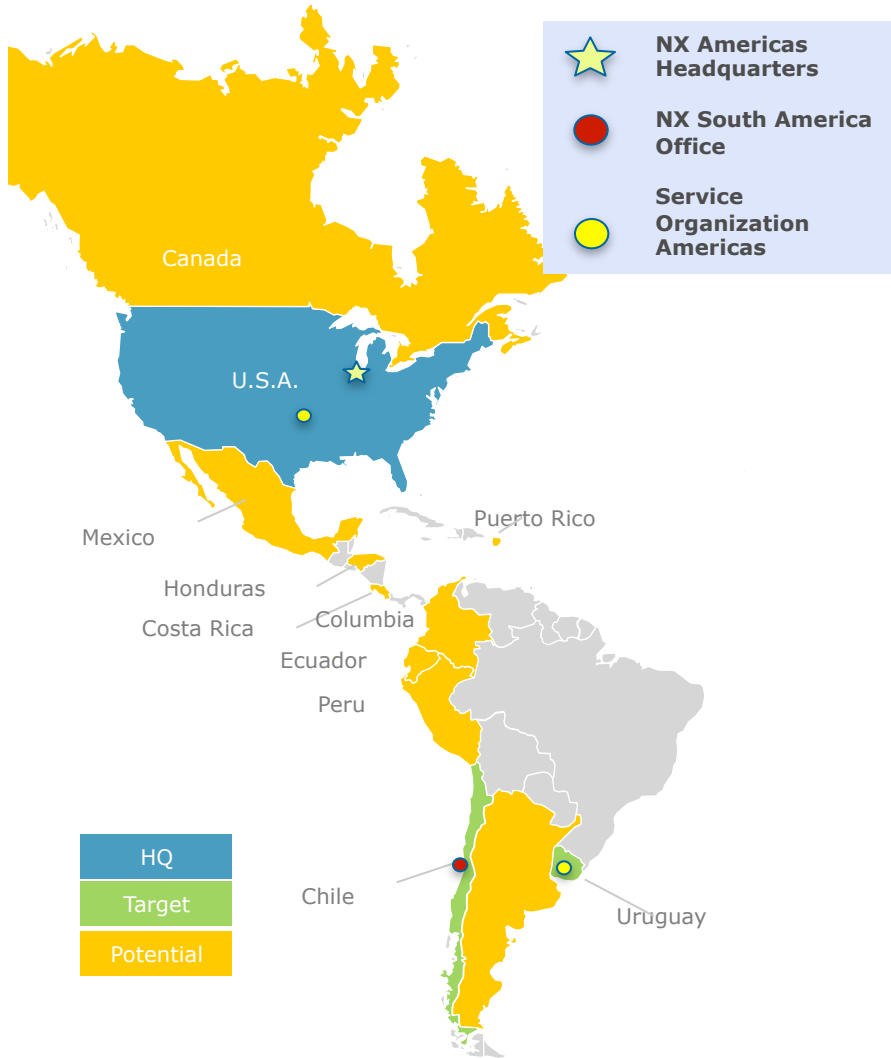 NX Americas
Headquarters
NX South America
Office
Service
Organization
Americas
Canada
U.S.A.
Mexico
Puerto Rico
Honduras
Costa Rica
Columbia
Ecuador
Peru
HQ
Target
Potential
Chile
Uruguay